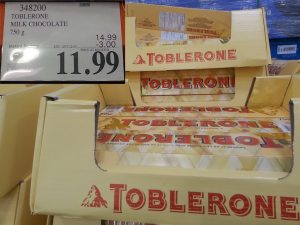 348200
TOBLERONE
MILK CHOCOLATE
750 g
14.99
-3.00
11.99
TOBLERONE
TOBLERONE
TOBLERONE
TOBLERONE
TOBLERONE